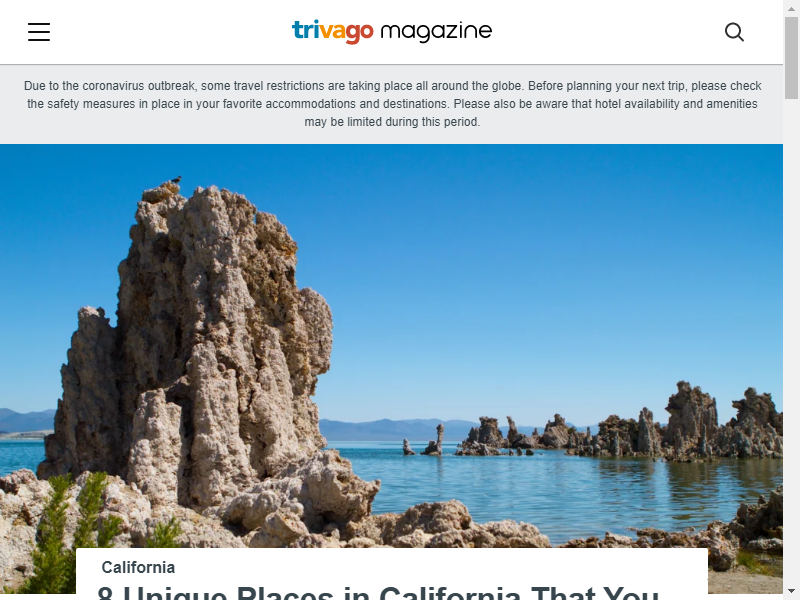 trivago magazine
Due to the coronavirus outbreak, some travel restrictions are taking place all around the globe. Before planning your next trip, please check
the safety measures in place in your favorite accommodations and destinations. Please also be aware that hotel availability and amenities
may be limited during this period.
California
8 Unique Places in California That You